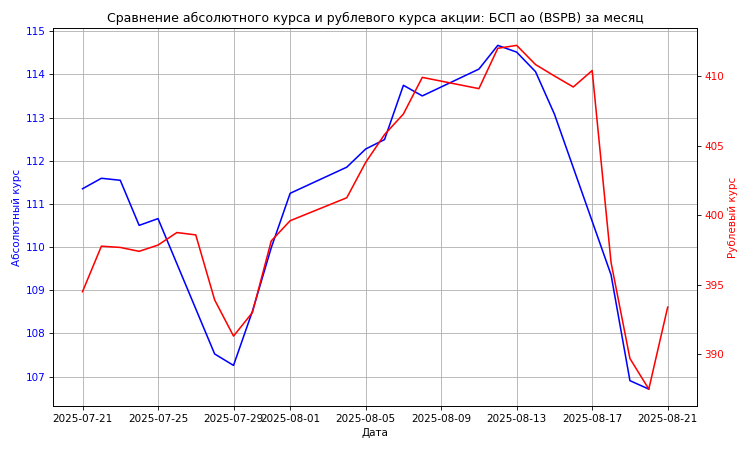 Сравнение абсолютного курса и рублевого курса акции: БСП ао (BSPB) за месяц
115
114
113
112
111
110
109
108
107
Абсолютный курс
410
405
400
395
390
Рублевый курс
2025-07-21 2025-07-25 2025-07-29 2025-08-01 2025-08-05 2025-08-09 2025-08-13 2025-08-17 2025-08-21
Дата